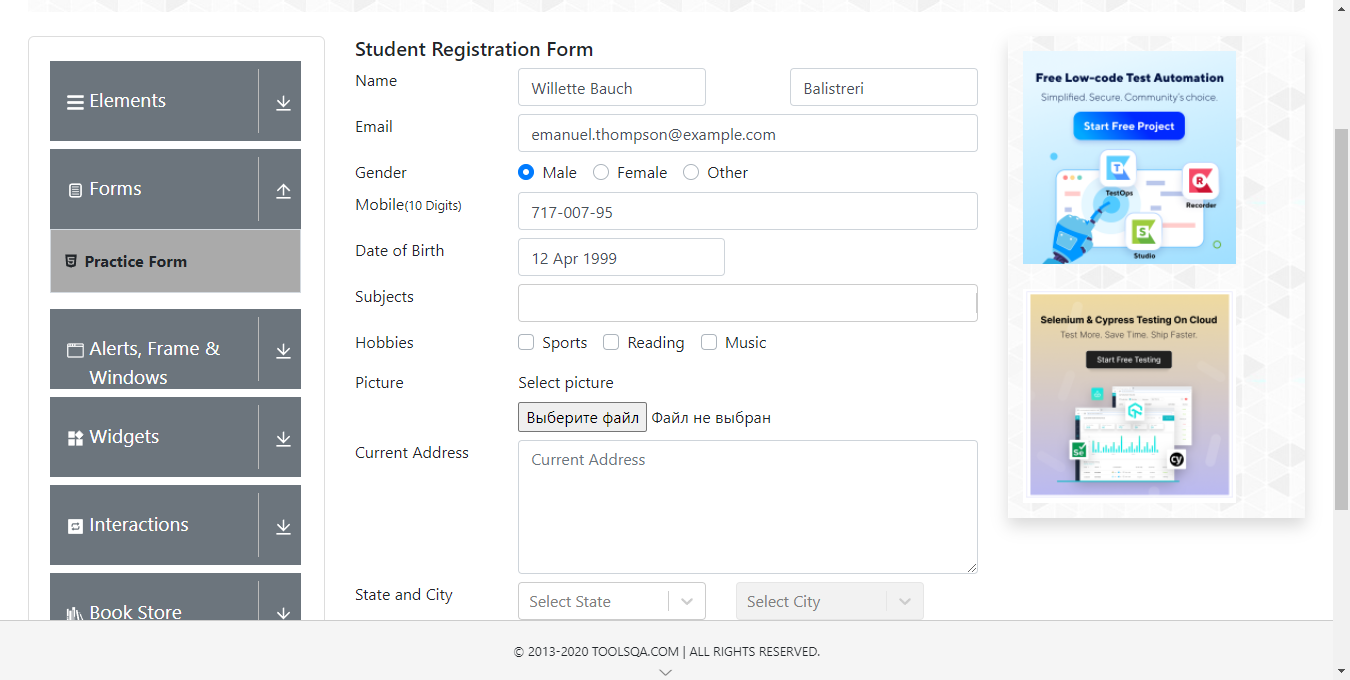 Elements
Forms
Practice Form
Alerts, Frame &
Windows
Widgets
Interactions
Book Store
Student Registration Form
Name
Willette Bauch
Balistreri
Email
emanuel.thompson@example.com
Gender
Male
Female
Other
Mobile(10 Digits)
717-007-95
Date of Birth
12 Apr 1999
Subjects
Hobbies
Sports
Reading
Music
Picture
Select picture
Выберите файл
Файл не выбран
Current Address
Current Address
State and City
Select State
Select City
Free Low-code Test Automation
Simplified. Secure. Community's choice.
Start Free Project
T
TestOps
R
Recorder
S
Studio
Selenium & Cypress Testing On Cloud
Test More. Save Time. Ship Faster.
Start Free Testing
Se
cy
© 2013-2020 TOOLSQA.COM | ALL RIGHTS RESERVED.